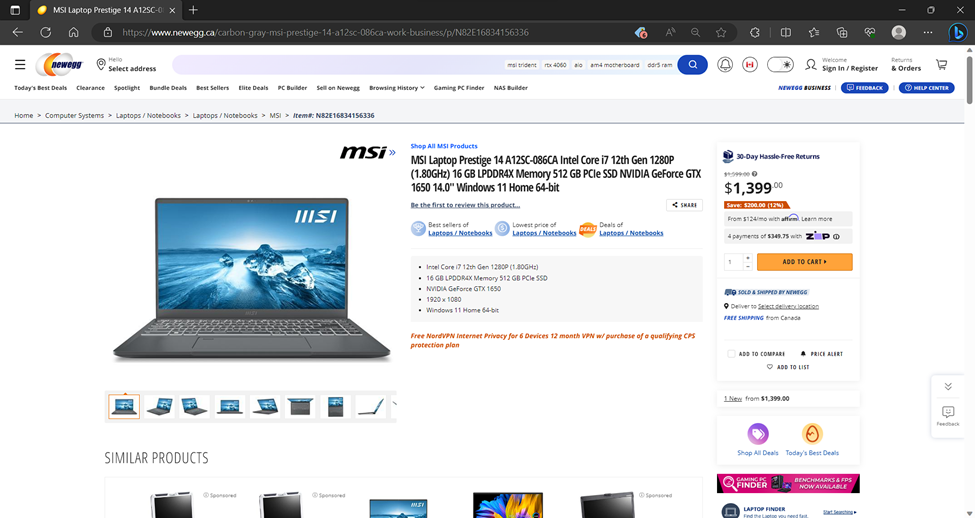 MSI Laptop Prestige 14 A12SC-0
https://www.newegg.ca/carbon-gray-msi-prestige-14-a12sc-086ca-work-business/p/N82E16834156336
newegg
Hello
Select address
msi trident
rtx 4060
aio
am4 motherboard
ddr5 ram
Welcome
Sign In / Register
Returns
& Orders
Today's Best Deals
Clearance
Spotlight
Bundle Deals
Best Sellers
Elite Deals
PC Builder
Sell on Newegg
Browsing History
Gaming PC Finder
NAS Builder
NEWEGG BUSINESS
FEEDBACK
HELP CENTER
Home > Computer Systems > Laptops / Notebooks > Laptops / Notebooks > MSI > Item#: N82E16834156336
msi »
Shop All MSI Products
MSI Laptop Prestige 14 A12SC-086CA Intel Core i7 12th Gen 1280P
(1.80GHz) 16 GB LPDDR4X Memory 512 GB PCIe SSD NVIDIA GeForce GTX
1650 14.0" Windows 11 Home 64-bit
Be the first to review this product...
SHARE
Best sellers of
Laptops / Notebooks
Lowest price of
Laptops / Notebooks
DEALS
Deals of
Laptops / Notebooks
• Intel Core i7 12th Gen 1280P (1.80GHz)
• 16 GB LPDDR4X Memory 512 GB PCIe SSD
• NVIDIA GeForce GTX 1650
• 1920 x 1080
• Windows 11 Home 64-bit
Free NordVPN Internet Privacy for 6 Devices 12 month VPN w/ purchase of a qualifying CPS
protection plan
msi
30-Day Hassle-Free Returns
$1,599.00
$1,399.00
Save: $200.00 (12%)
From $124/mo with affirm. Learn more
4 payments of $349.75 with ZIP
1
+
-
ADD TO CART
SOLD & SHIPPED BY NEWEGG
Deliver to Select delivery location
FREE SHIPPING from Canada
ADD TO COMPARE
PRICE ALERT
ADD TO LIST
1 New from $1,399.00
Shop All Deals
Today's Best Deals
Feedback
SIMILAR PRODUCTS
Sponsored
Sponsored
Sponsored
GAMING PC
FINDER
BENCHMARKS & FPS
NOW AVAILABLE
LAPTOP FINDER
Find the Laptop you need fast.
Start Searching